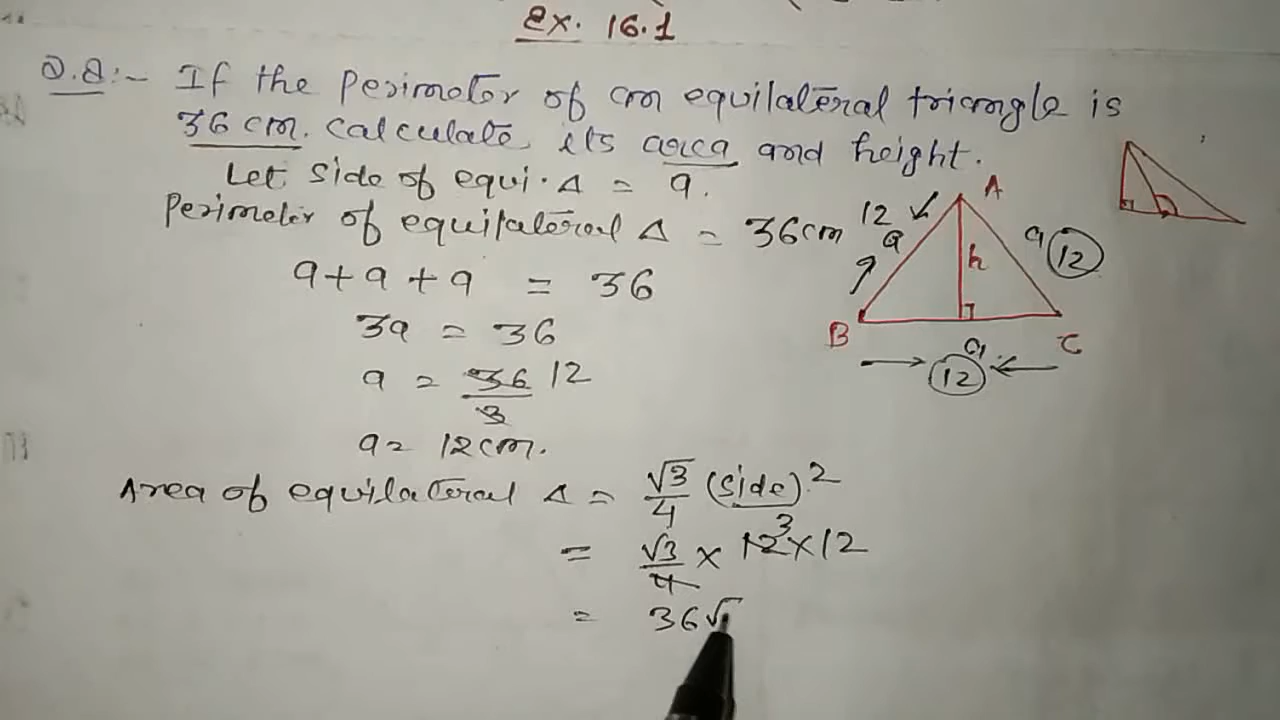 Ex. 16.1
Q.8:- If the Perimeter of an equilateral triangle is
36 cm. calculate its area and height.
Let side of equi. Δ = a.
Perimeter of equilateral Δ = 36cm
a + a + a = 36
3a = 36
a = 36/3 12
a = 12cm.
Area of equilateral Δ = √3/4 (side)²
= √3/4 × 12 3 × 12
= 36√
A
12 ✓
a
h
a 12
B
C
a
12